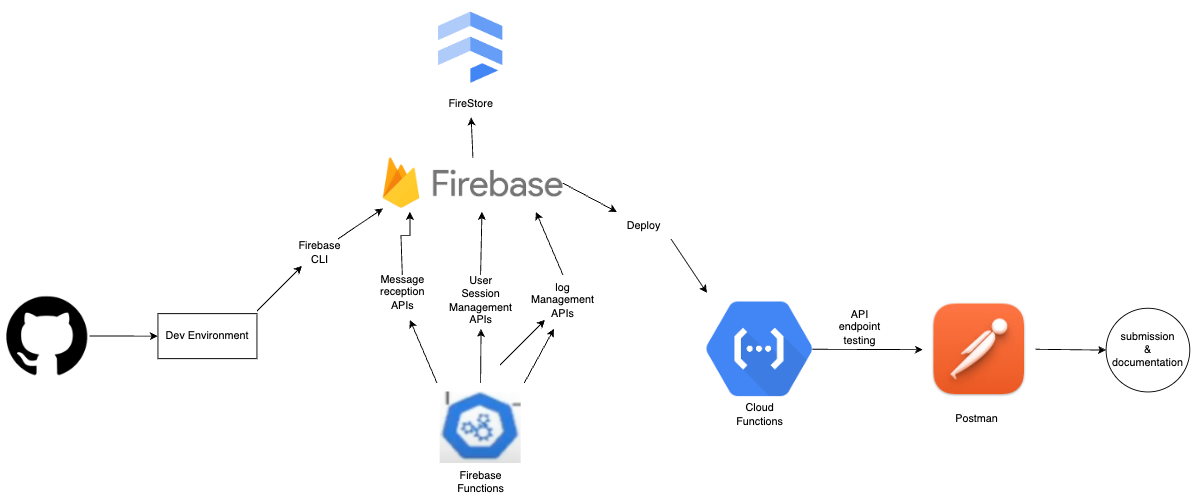 FireStore
Firebase
Deploy
Firebase
CLI
Message
reception
APIs
User
Session
Management
APIs
log
Management
APIs
Dev Environment
API
endpoint
testing
submission
&
documentation
Cloud
Functions
Postman
Firebase
Functions